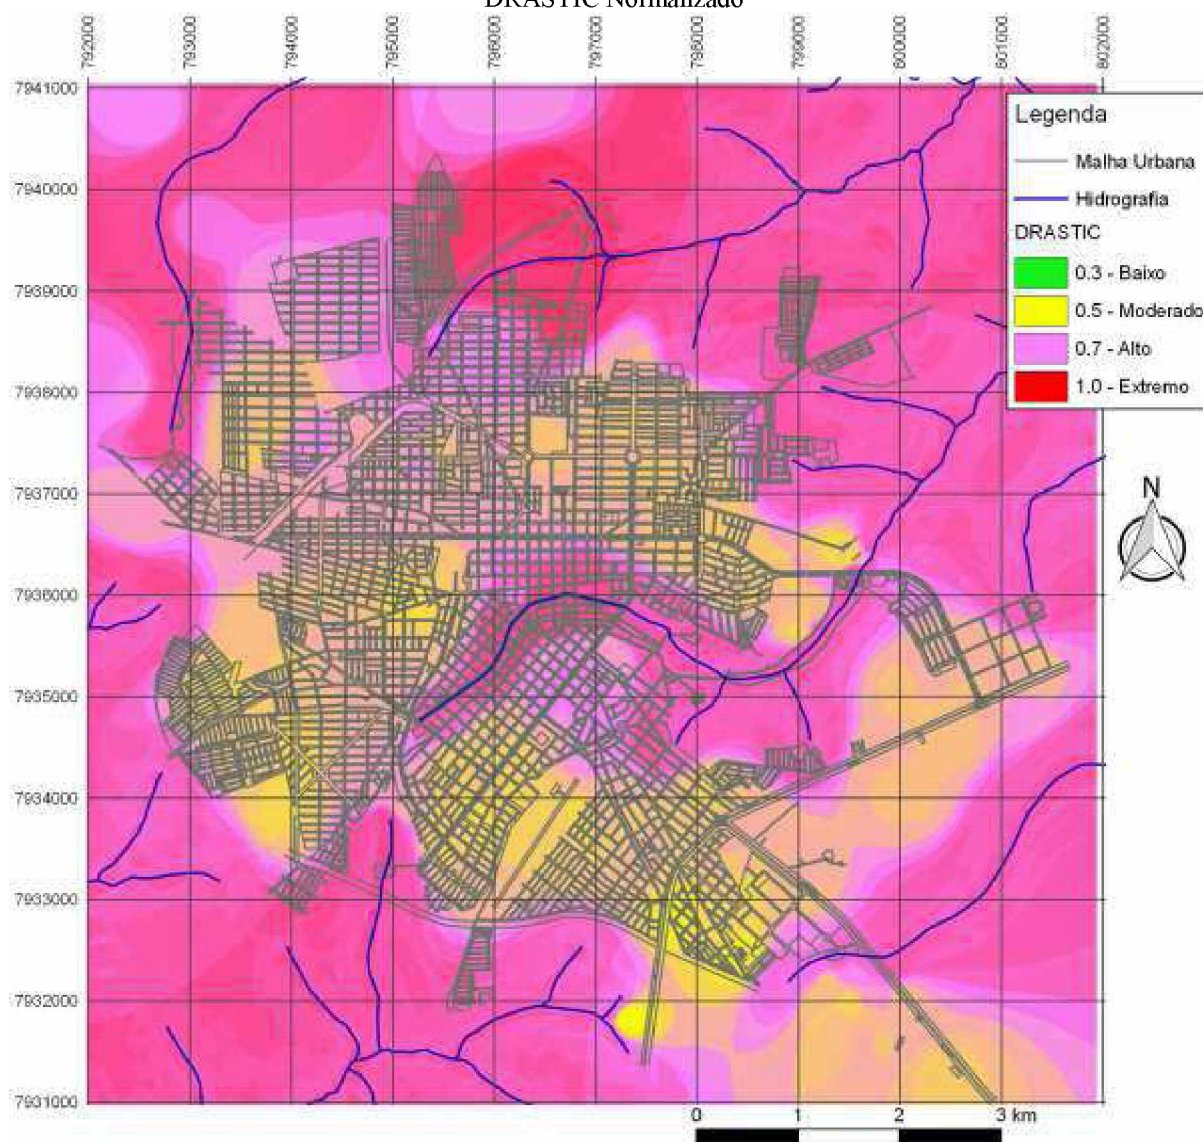 DRASTIC Normalizado
792000 793000 794000 795000 796000 797000 798000 799000 800000 801000 802000
7941000
7940000
7939000
7938000
7937000
7936000
7935000
7934000
7933000
7932000
7931000
Legenda
Malha Urbana
Hidrografia
DRASTIC
0.3 - Baixo
0.5 - Moderado
0.7 - Alto
1.0 - Extremo
N
0 1 2 3 km